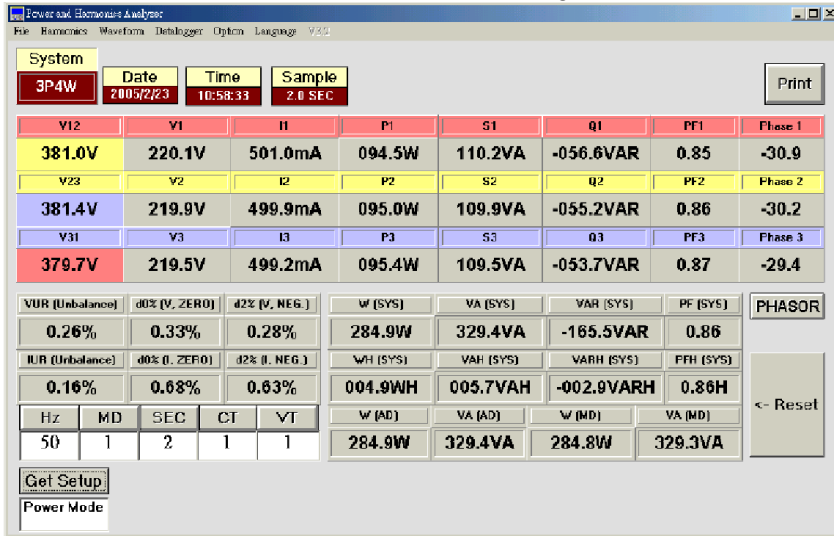 Power and Harmonics Analyzer
File Harmonics Waveform Datalogger Option Language
System
3P4W
Date Time Sample
2005/2/23 10:58:33 2.0 SEC
Print
V12 V1 I1 P1 S1 Q1 PF1 Phase 1
381.0V 220.1V 501.0mA 094.5W 110.2VA -056.6VAR 0.85 -30.9
V23 V2 I2 P2 S2 Q2 PF2 Phase 2
381.4V 219.9V 499.9mA 095.0W 109.9VA -055.2VAR 0.86 -30.2
V31 V3 I3 P3 S3 Q3 PF3 Phase 3
379.7V 219.5V 499.2mA 095.4W 109.5VA -053.7VAR 0.87 -29.4
VUR (Unbalance) d0% (V, ZERO) d2% (V, NEG.) W (SYS) VA (SYS) VAR (SYS) PF (SYS) PHASOR
0.26% 0.33% 0.28% 284.9W 329.4VA -165.5VAR 0.86
IUR (Unbalance) d0% (I. ZERO) d2% (I. NEG.) WH (SYS) VAH (SYS) VARH (SYS) PFH (SYS)
0.16% 0.68% 0.63% 004.9WH 005.7VAH -002.9VARH 0.86H
<- Reset
Hz MD SEC CT VT W (AD) VA (AD) W (MD) VA (MD)
50 1 2 1 1 284.9W 329.4VA 284.8W 329.3VA
Get Setup
Power Mode